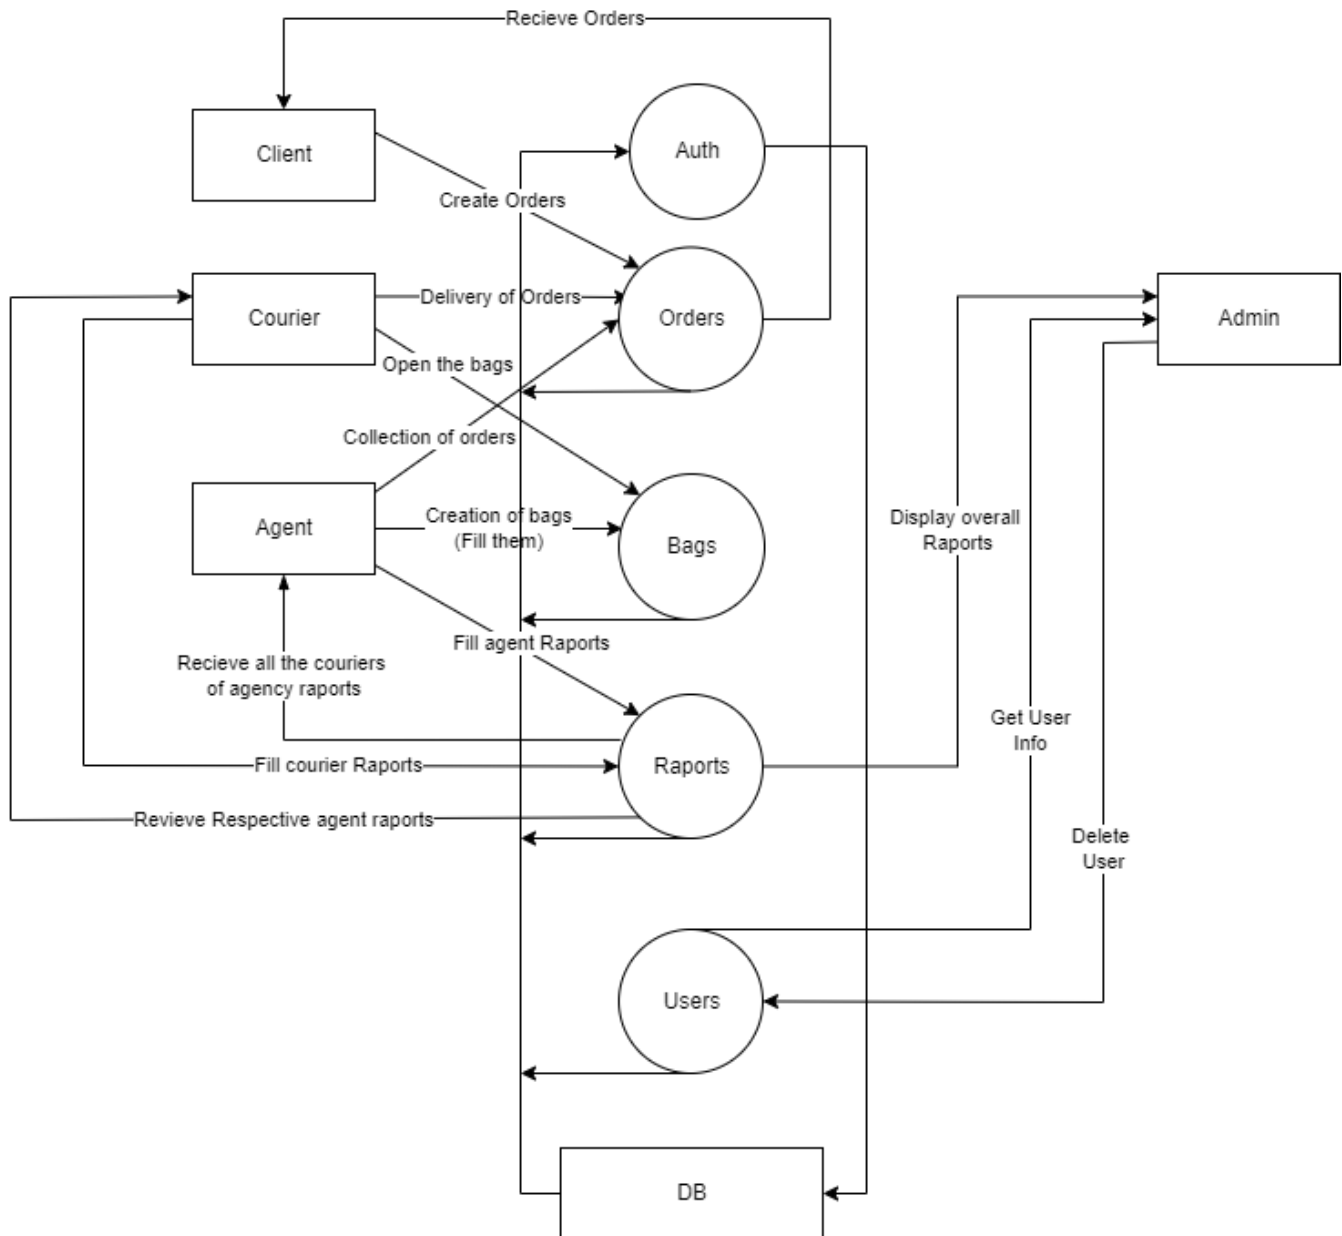 Recieve Orders
Client
Auth
Create Orders
Courier
Delivery of Orders
Orders
Admin
Open the bags
Collection of orders
Agent
Creation of bags
(Fill them)
Bags
Display overall
Raports
Fill agent Raports
Recieve all the couriers
of agency raports
Get User
Info
Fill courier Raports
Raports
Revieve Respective agent raports
Delete
User
Users
DB